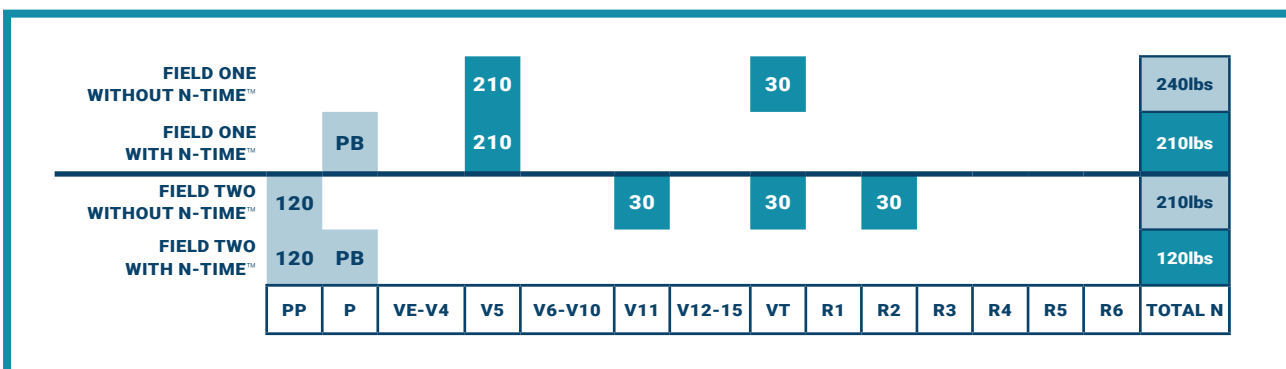 FIELD ONE
WITHOUT N-TIME™ 210 30 240lbs
FIELD ONE
WITH N-TIME™ PB 210 210lbs
FIELD TWO
WITHOUT N-TIME™ 120 30 30 30 210lbs
FIELD TWO
WITH N-TIME™ 120 PB 120lbs
PP P VE-V4 V5 V6-V10 V11 V12-15 VT R1 R2 R3 R4 R5 R6 TOTAL N